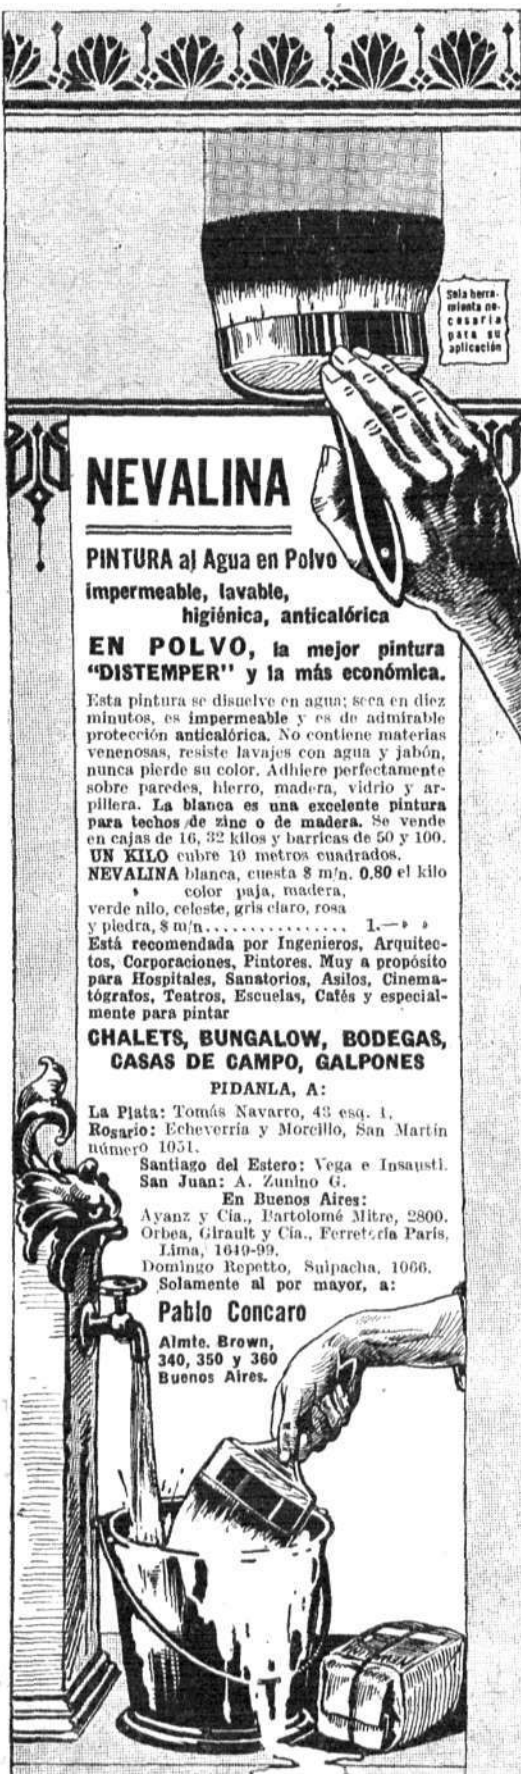 Sola herra-
mienta ne-
cesaria
para su
aplicación
NEVALINA
PINTURA al Agua en Polvo
impermeable, lavable,
higiénica, anticalórica
EN POLVO, la mejor pintura
“DISTEMPER” y la más económica.
Esta pintura se disuelve en agua; seca en diez
minutos, es impermeable y es de admirable
protección anticalórica. No contiene materias
venenosas, resiste lavajes con agua y jabón,
nunca pierde su color. Adhiere perfectamente
sobre paredes, hierro, madera, vidrio y ar-
pillera. La blanca es una excelente pintura
para techos de zinc o de madera. Se vende
en cajas de 16, 32 kilos y barricas de 50 y 100.
UN KILO cubre 10 metros cuadrados.
NEVALINA blanca, cuesta $ m/n. 0.80 el kilo
» color paja, madera,
verde nilo, celeste, gris claro, rosa
y piedra, $ m/n............... 1.— » »
Está recomendada por Ingenieros, Arquitec-
tos, Corporaciones, Pintores. Muy a propósito
para Hospitales, Sanatorios, Asilos, Cinema-
tógrafos, Teatros, Escuelas, Cafés y especial-
mente para pintar
CHALETS, BUNGALOW, BODEGAS,
CASAS DE CAMPO, GALPONES
PIDANLA, A:
La Plata: Tomás Navarro, 43 esq. 1.
Rosario: Echeverría y Morcillo, San Martín
número 1051.
Santiago del Estero: Vega e Insausti.
San Juan: A. Zunino G.
En Buenos Aires:
Ayanz y Cía., Bartolomé Mitre, 2800.
Orbea, Girault y Cía., Ferretería París,
Lima, 1649-99.
Domingo Repetto, Suipacha, 1066.
Solamente al por mayor, a:
Pablo Concaro
Almte. Brown,
340, 350 y 360
Buenos Aires.